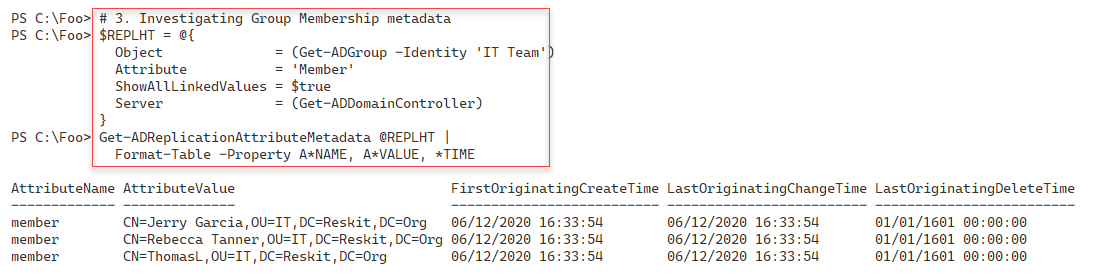 PS C:\Foo> # 3. Investigating Group Membership metadata
PS C:\Foo> $REPLHT = @{
  Object              = (Get-ADGroup -Identity 'IT Team')
  Attribute           = 'Member'
  ShowAllLinkedValues = $true
  Server              = (Get-ADDomainController)
}
PS C:\Foo> Get-ADReplicationAttributeMetadata @REPLHT |
  Format-Table -Property A*NAME, A*VALUE, *TIME
AttributeName AttributeValue                          FirstOriginatingCreateTime LastOriginatingChangeTime LastOriginatingDeleteTime
------------- --------------                          -------------------------- ------------------------- -------------------------
member        CN=Jerry Garcia,OU=IT,DC=Reskit,DC=Org   06/12/2020 16:33:54        06/12/2020 16:33:54       01/01/1601 00:00:00
member        CN=Rebecca Tanner,OU=IT,DC=Reskit,DC=Org 06/12/2020 16:33:54        06/12/2020 16:33:54       01/01/1601 00:00:00
member        CN=ThomasL,OU=IT,DC=Reskit,DC=Org        06/12/2020 16:33:54        06/12/2020 16:33:54       01/01/1601 00:00:00